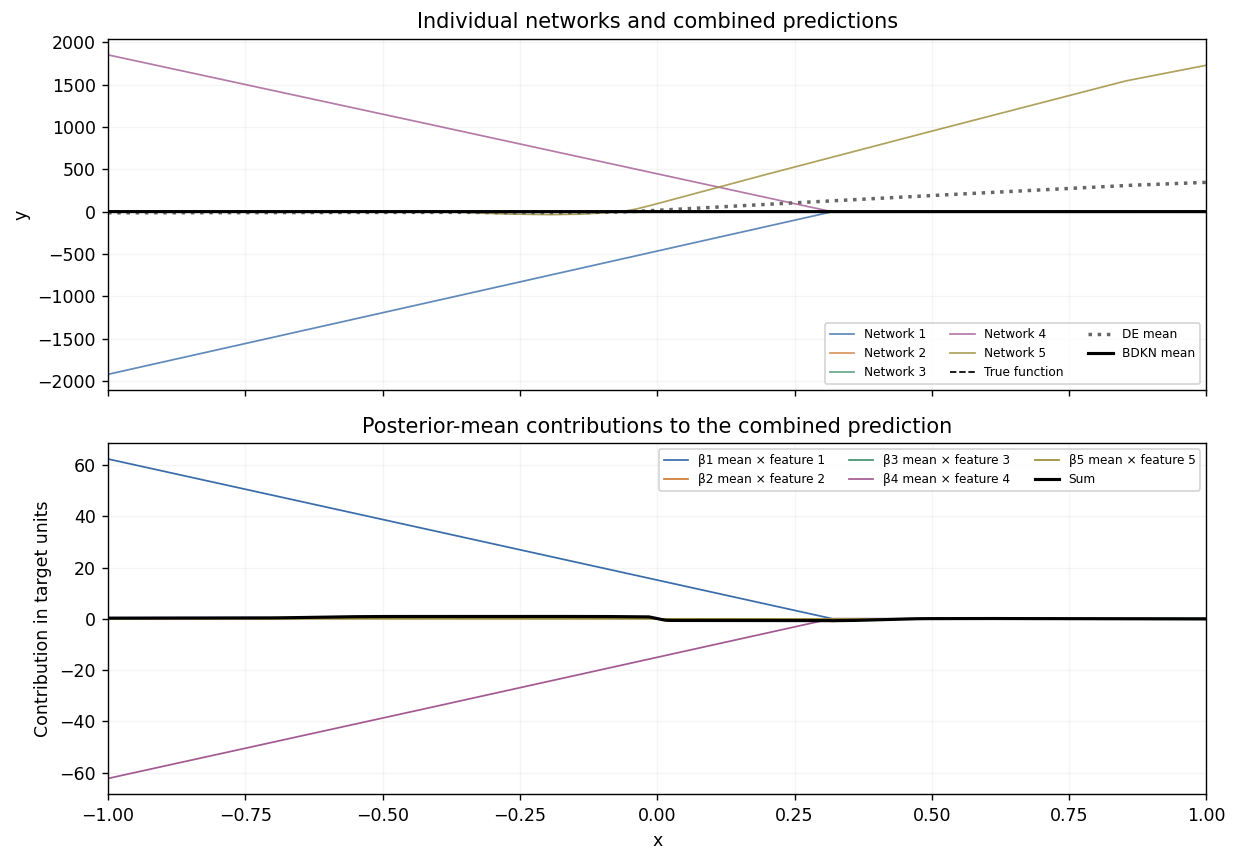 Individual networks and combined predictions
2000
1500
1000
500
0
−500
−1000
−1500
−2000
y
Network 1 Network 4 DE mean
Network 2 Network 5 BDKN mean
Network 3 True function
Posterior-mean contributions to the combined prediction
60
40
20
0
−20
−40
−60
Contribution in target units
β1 mean × feature 1 β3 mean × feature 3 β5 mean × feature 5
β2 mean × feature 2 β4 mean × feature 4 Sum
−1.00 −0.75 −0.50 −0.25 0.00 0.25 0.50 0.75 1.00
x